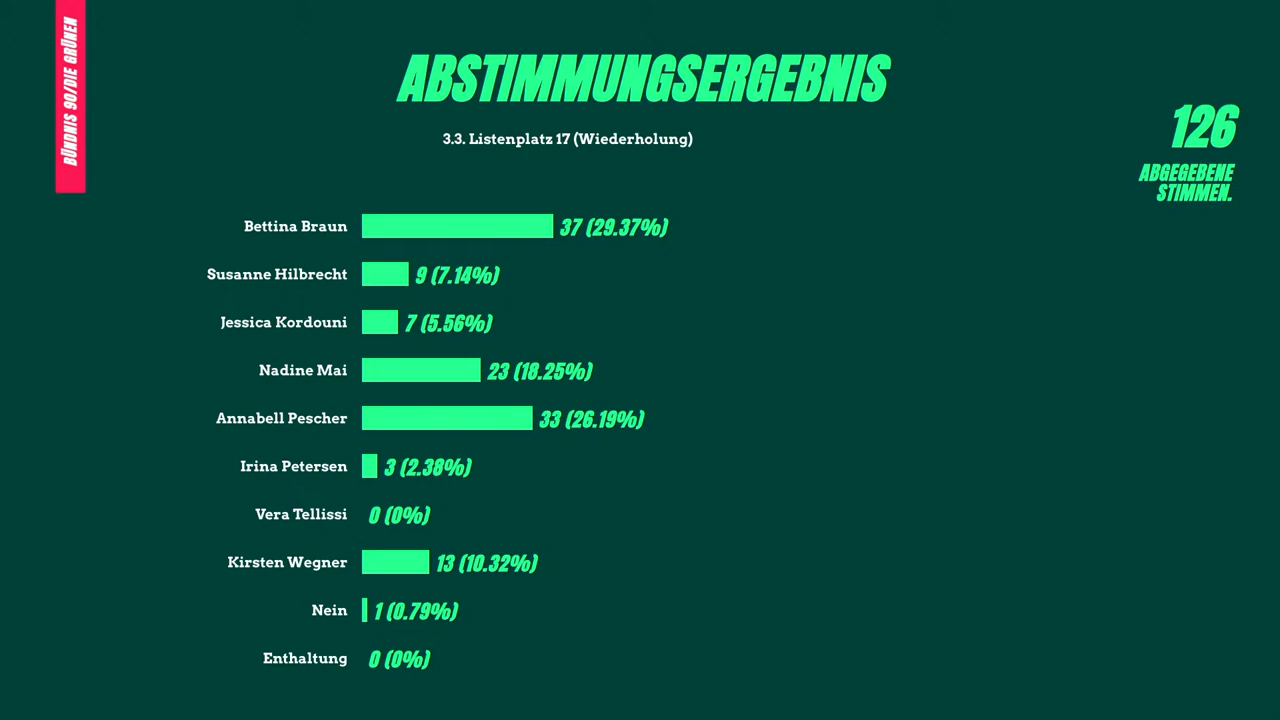 BÜNDNIS 90/DIE GRÜNEN
ABSTIMMUNGSERGEBNIS
3.3. Listenplatz 17 (Wiederholung)
126
ABGEGEBENE
STIMMEN.
Bettina Braun 37 (29.37%)
Susanne Hilbrecht 9 (7.14%)
Jessica Kordouni 7 (5.56%)
Nadine Mai 23 (18.25%)
Annabell Pescher 33 (26.19%)
Irina Petersen 3 (2.38%)
Vera Tellissi 0 (0%)
Kirsten Wegner 13 (10.32%)
Nein 1 (0.79%)
Enthaltung 0 (0%)